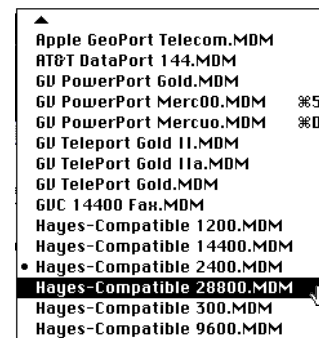 Apple GeoPort Telecom.MDM
AT&T DataPort 144.MDM
GV PowerPort Gold.MDM
GV PowerPort Merc00.MDM ⌘5
GV PowerPort Mercuo.MDM ⌘D
GV Teleport Gold II.MDM
GV TelePort Gold IIa.MDM
GV TelePort Gold.MDM
GVC 14400 Fax.MDM
Hayes-Compatible 1200.MDM
Hayes-Compatible 14400.MDM
• Hayes-Compatible 2400.MDM
Hayes-Compatible 28800.MDM
Hayes-Compatible 300.MDM
Hayes-Compatible 9600.MDM